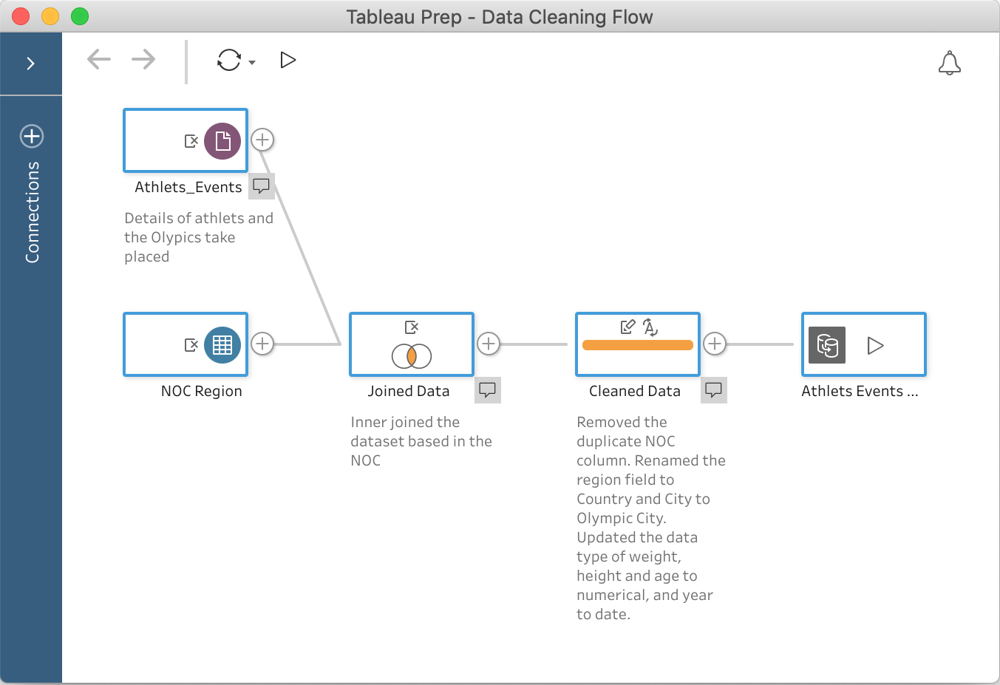 Tableau Prep - Data Cleaning Flow
Connections
Athlets_Events
Details of athlets and
the Olypics take
placed
NOC Region
Joined Data
Inner joined the
dataset based in the
NOC
Cleaned Data
Removed the
duplicate NOC
column. Renamed the
region field to
Country and City to
Olympic City.
Updated the data
type of weight,
height and age to
numerical, and year
to date.
Athlets Events ...